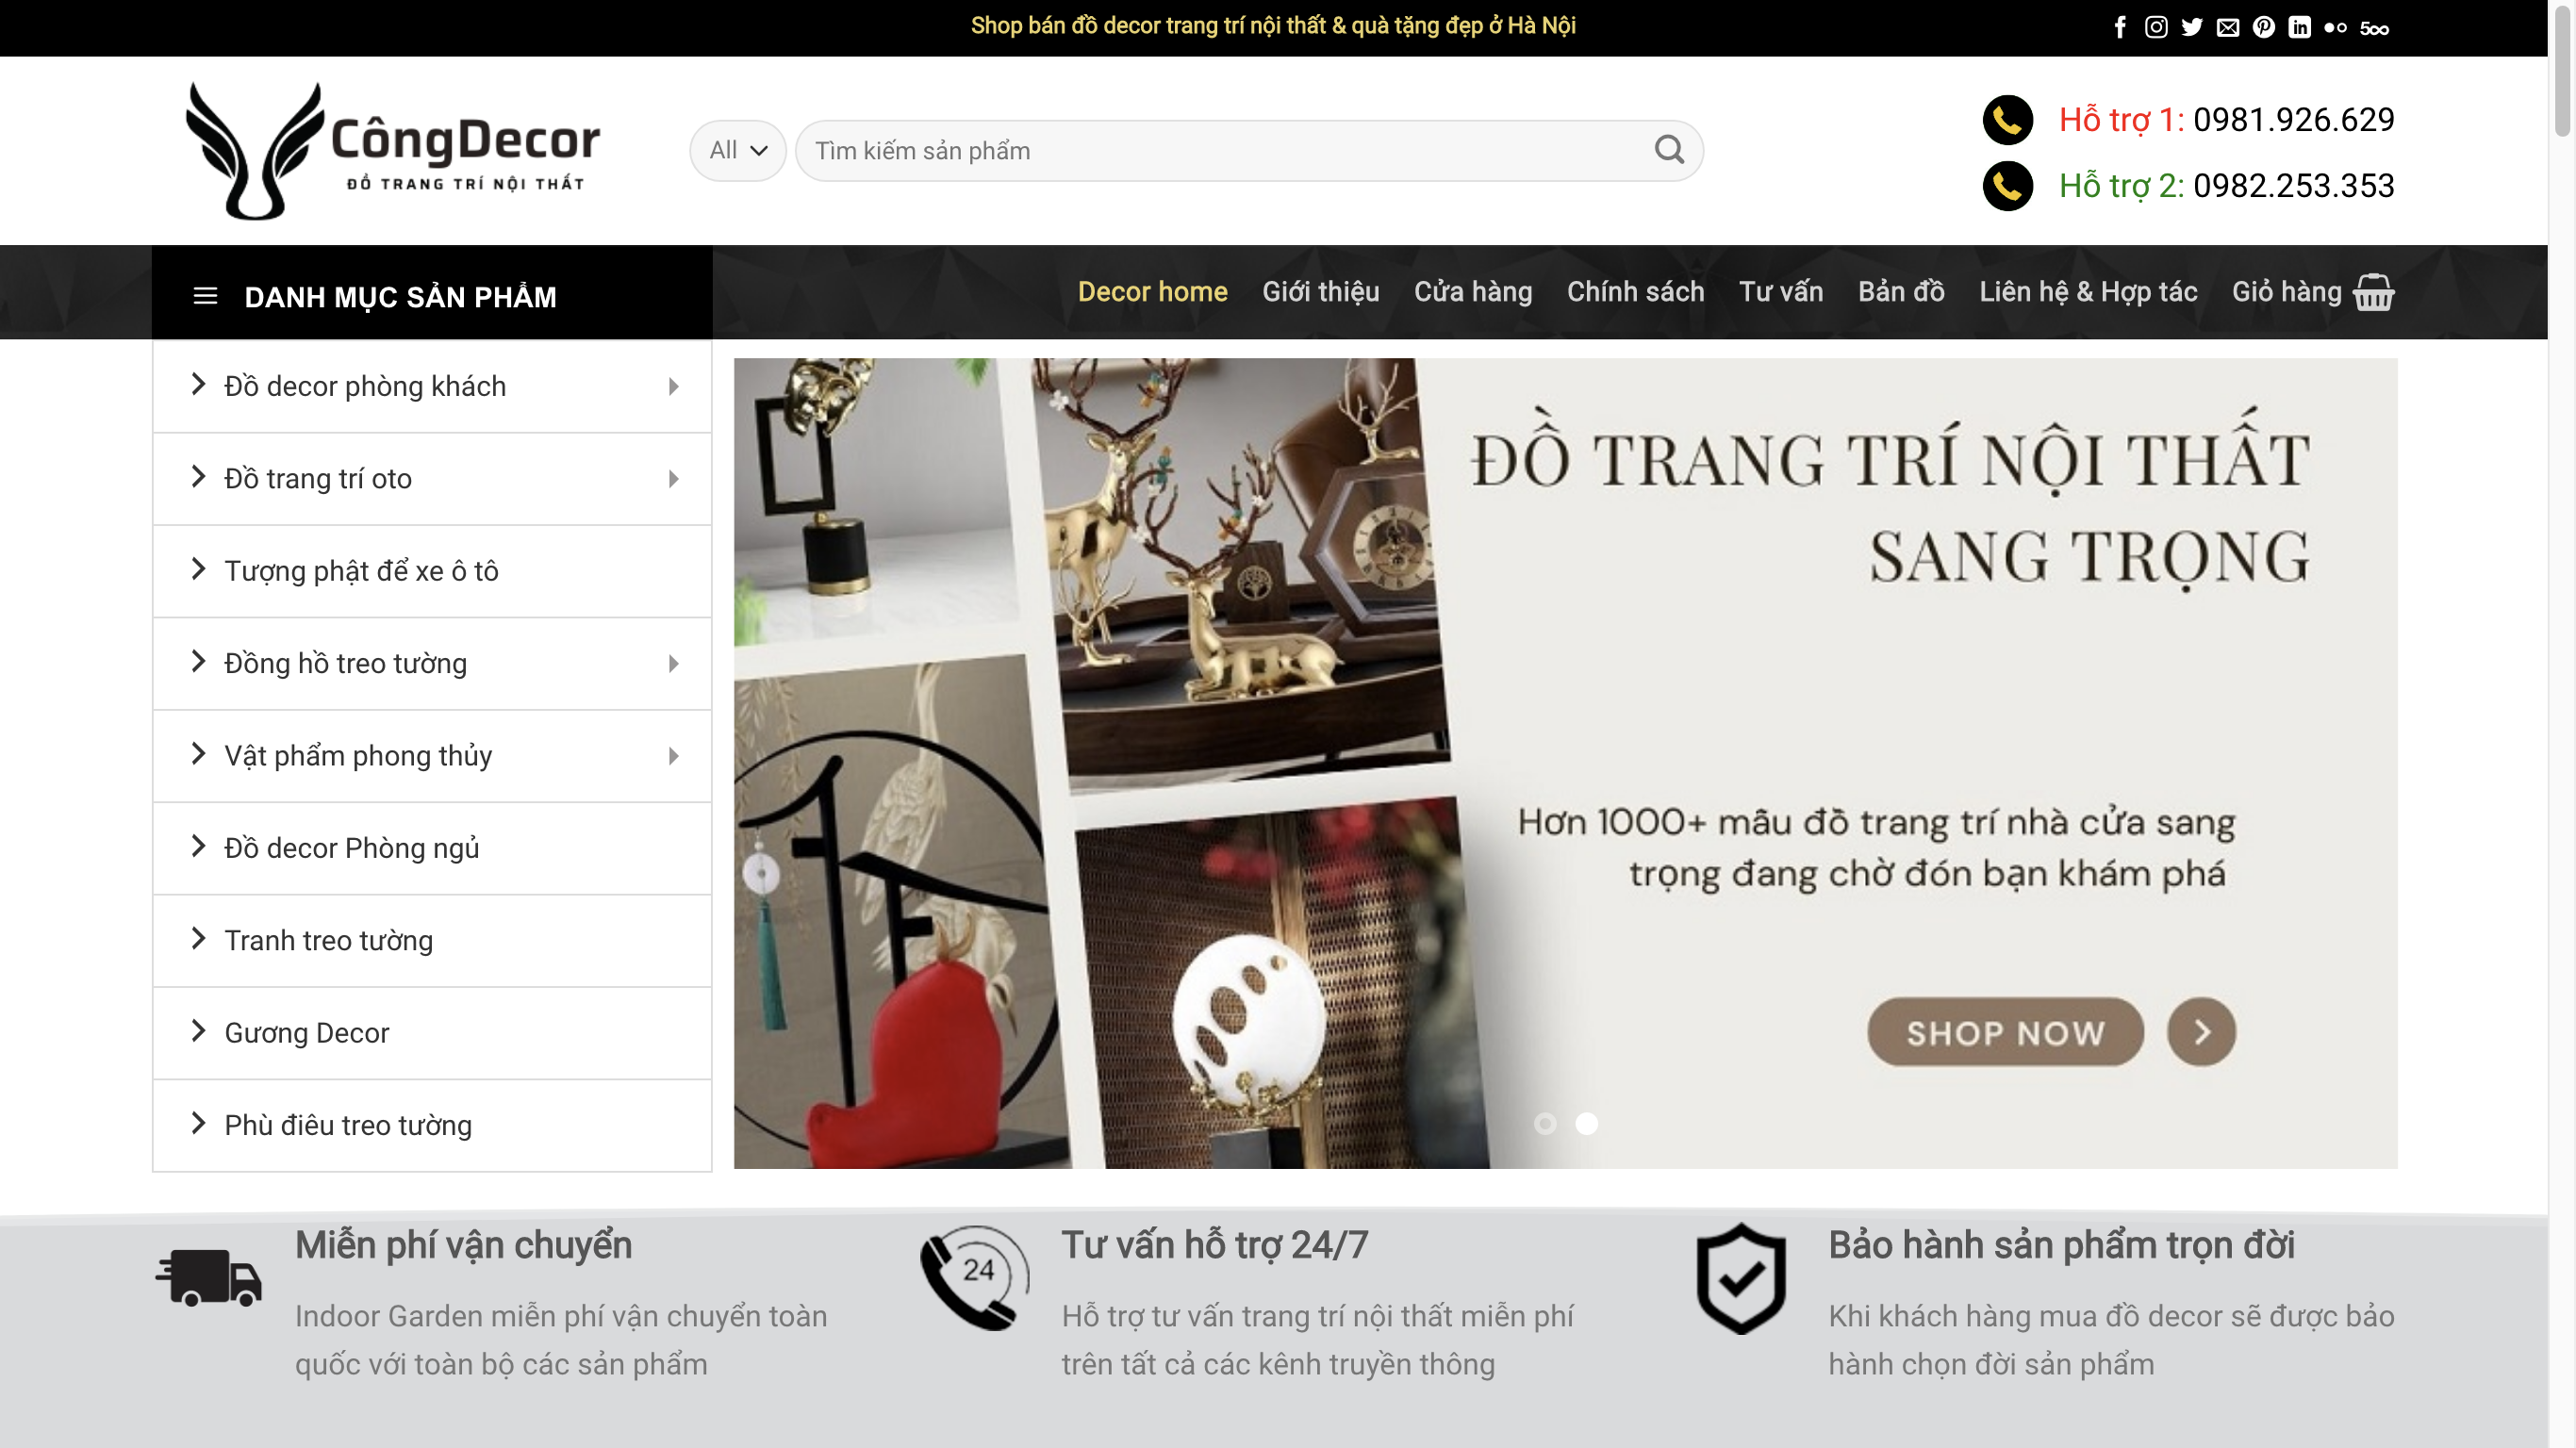 Shop bán đồ decor trang trí nội thất & quà tặng đẹp ở Hà Nội
CôngDecor
ĐỒ TRANG TRÍ NỘI THẤT
All
Tìm kiếm sản phẩm
Hỗ trợ 1: 0981.926.629
Hỗ trợ 2: 0982.253.353
DANH MỤC SẢN PHẨM
Decor home Giới thiệu Cửa hàng Chính sách Tư vấn Bản đồ Liên hệ & Hợp tác Giỏ hàng
Đồ decor phòng khách
Đồ trang trí oto
Tượng phật để xe ô tô
Đồng hồ treo tường
Vật phẩm phong thủy
Đồ decor Phòng ngủ
Tranh treo tường
Gương Decor
Phù điêu treo tường
ĐỒ TRANG TRÍ NỘI THẤT
SANG TRỌNG
Hơn 1000+ mẫu đồ trang trí nhà cửa sang
trọng đang chờ đón bạn khám phá
SHOP NOW
Miễn phí vận chuyển
Indoor Garden miễn phí vận chuyển toàn
quốc với toàn bộ các sản phẩm
24
Tư vấn hỗ trợ 24/7
Hỗ trợ tư vấn trang trí nội thất miễn phí
trên tất cả các kênh truyền thông
Bảo hành sản phẩm trọn đời
Khi khách hàng mua đồ decor sẽ được bảo
hành chọn đời sản phẩm